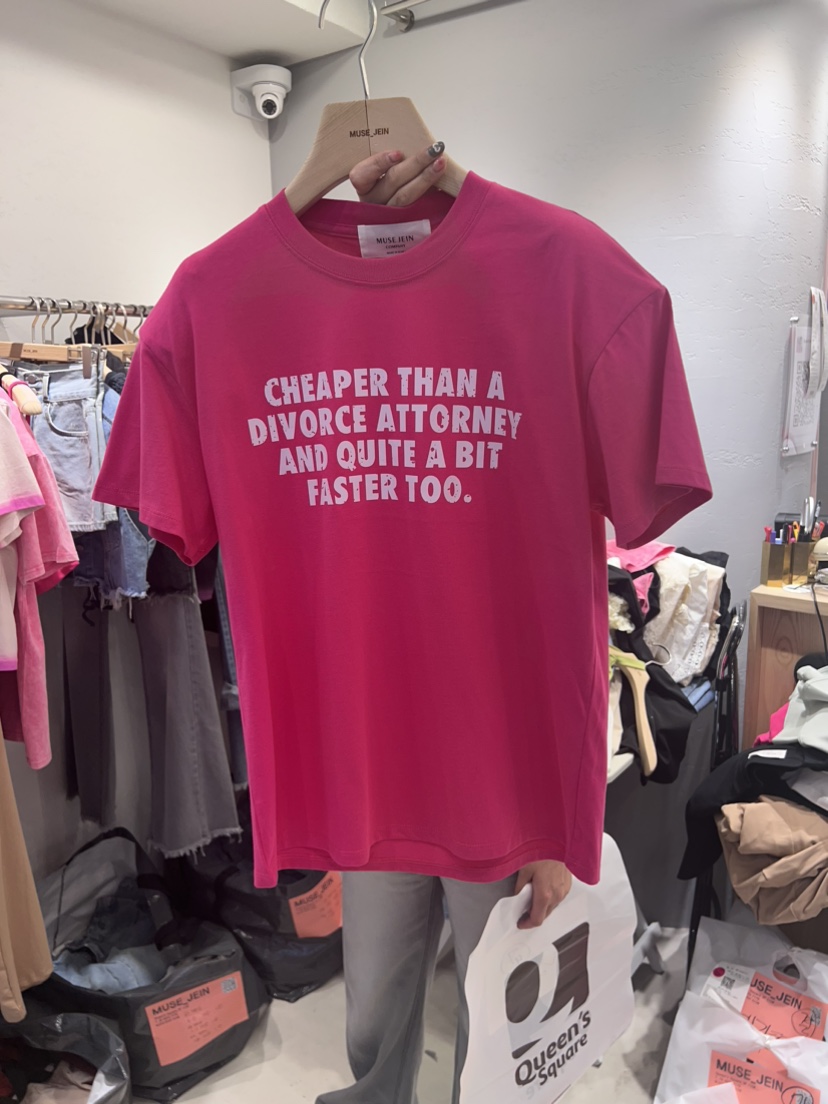 MUSE_JEIN
MUSE JEIN
CHEAPER THAN A
DIVORCE ATTORNEY
AND QUITE A BIT
FASTER TOO.
MUSE_JEIN
MUSE_JEIN
Queen's
Square
MUSE_JEIN